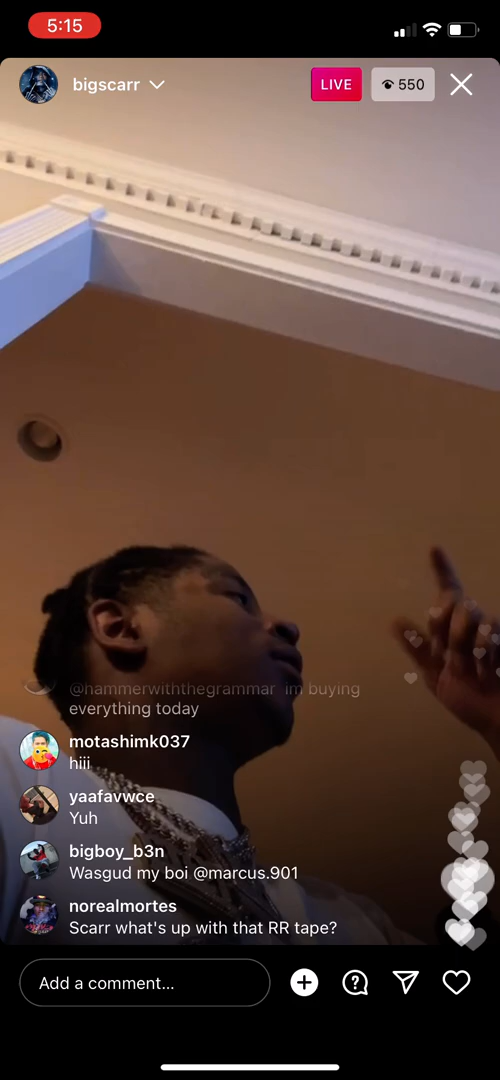 5:15
bigscarr
LIVE
550
@hammerwiththegrammar im buying
everything today
motashimk037
hiii
yaafavwce
Yuh
bigboy_b3n
Wasgud my boi @marcus.901
norealmortes
Scarr what's up with that RR tape?
Add a comment...